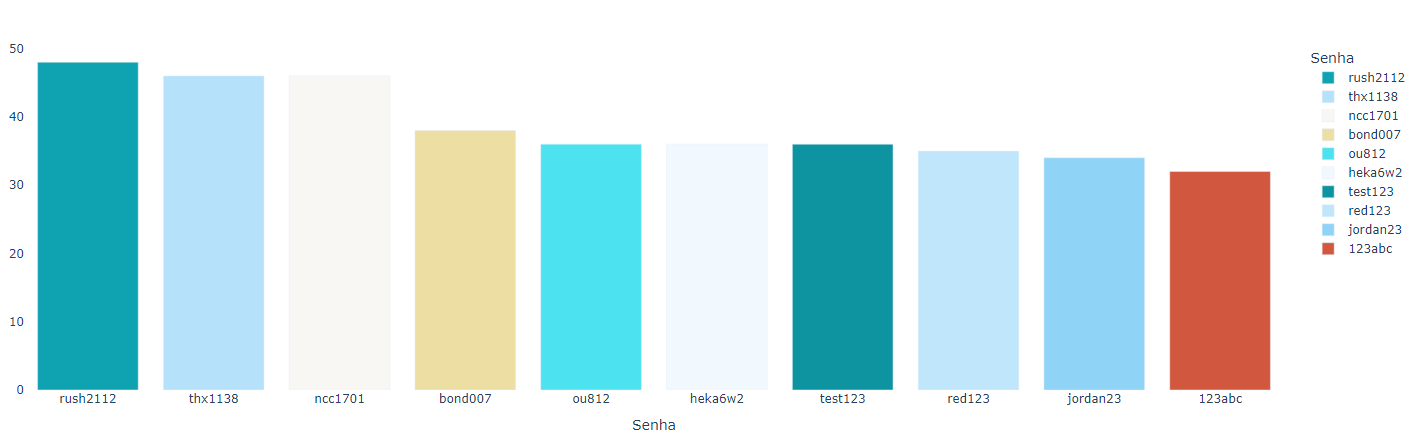 50
40
30
20
10
0
rush2112 thx1138 ncc1701 bond007 ou812 heka6w2 test123 red123 jordan23 123abc
Senha
Senha
rush2112
thx1138
ncc1701
bond007
ou812
heka6w2
test123
red123
jordan23
123abc